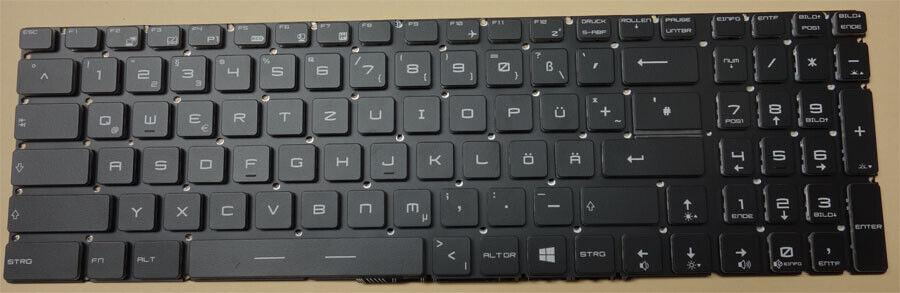 ESC F1 F2 F3 F4 P1 F5 F6 F7 F8 F9 F10 F11 F12 Z DRUCK S-ABF ROLLEN↓ PAUSE UNTBR EINFG ENTF BILD↑ POS1 BILD↓ ENDE
° ^ ! 1 " 2 2 § 3 3 $ 4 % 5 & 6 / 7 { ( 8 [ ) 9 ] = 0 } ? ß \ ` ´ ← NUM ↓ / * −
Q @ W E € R T Z U I O P Ü * + ~ ' # 7 POS1 8 ↑ 9 BILD↑ +
A S D F G H J K L Ö Ä ↵ 4 ← 5 6 →
Y X C V B N M µ ; , : . _ − ↑ 1 ENDE 2 ↓ 3 BILD↓ ENTER
STRG FN ALT > < | ALT GR STRG ← ↓ → 0 EINFG , ENTF